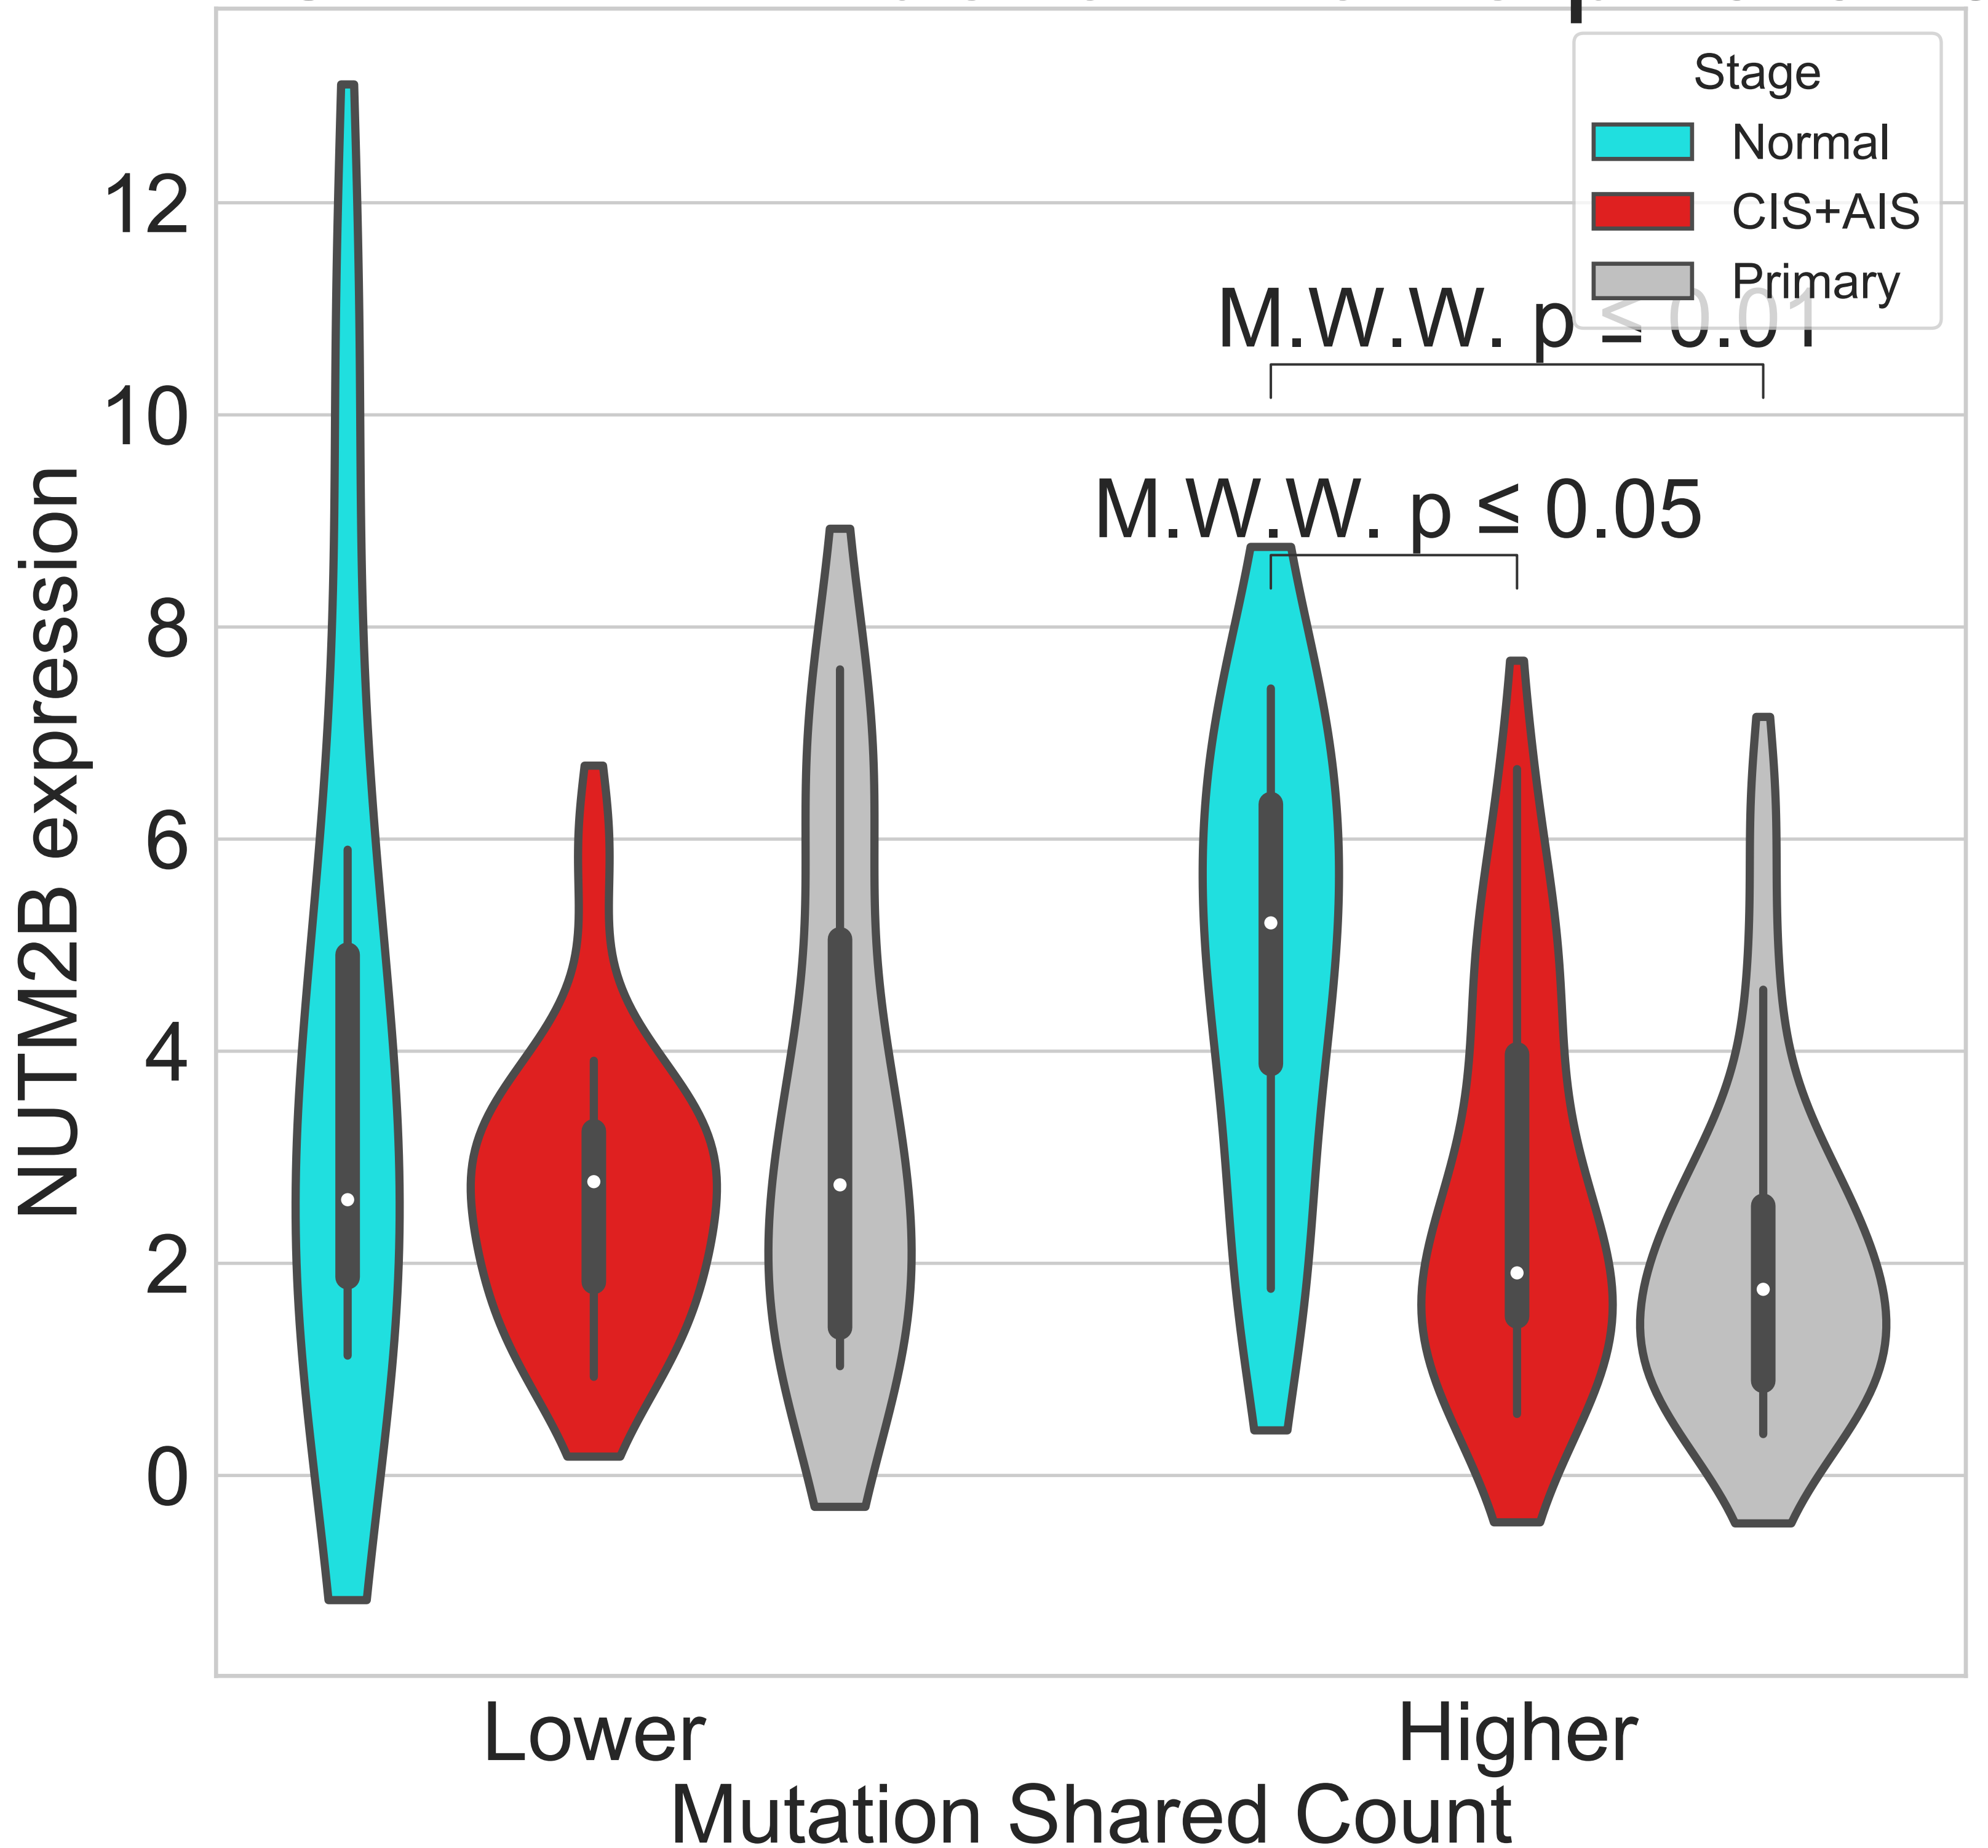 Stage
Normal
CIS+AIS
Primary
M.W.W. p ≤ 0.01
M.W.W. p ≤ 0.05
12
10
8
6
4
2
0
NUTM2B expression
Lower
Higher
Mutation Shared Count